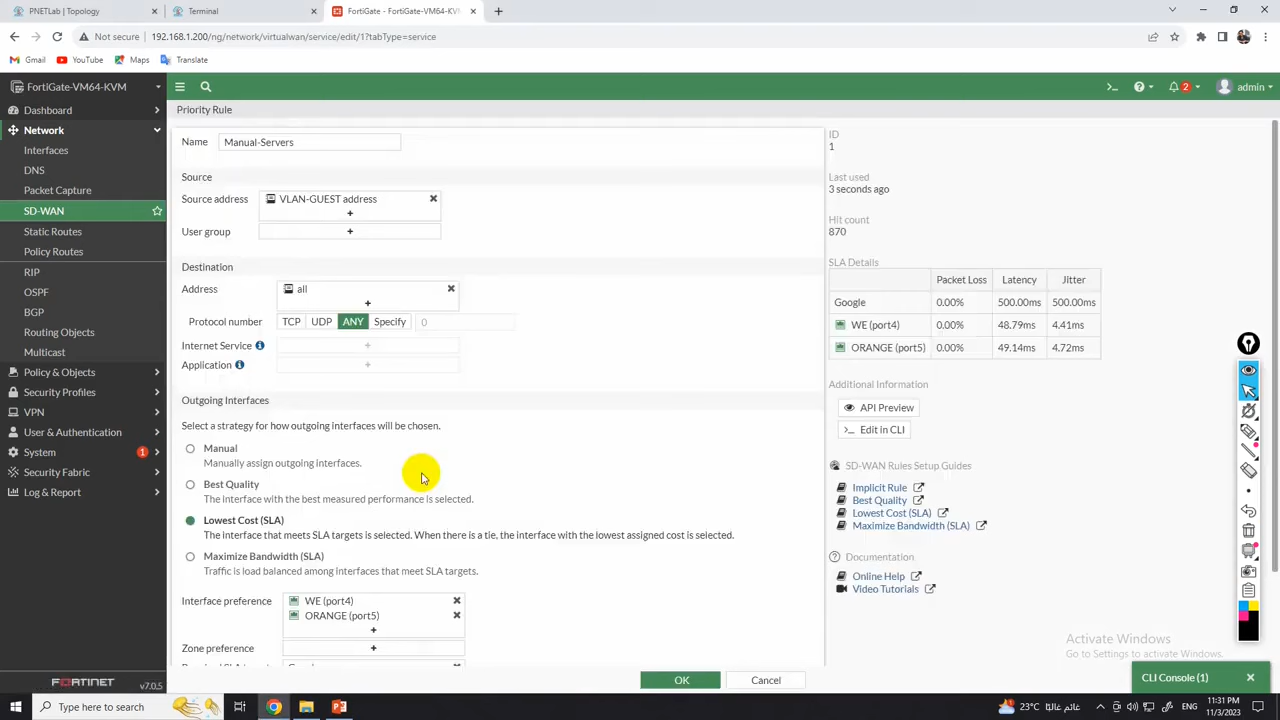 PNETLab | Topology
Terminal
FortiGate - FortiGate-VM64-KV
Not secure
192.168.1.200/ng/network/virtualwan/service/edit/1?tabType=service
Gmail
YouTube
Maps
Translate
FortiGate-VM64-KVM
2
admin
Dashboard
Network
Interfaces
DNS
Packet Capture
SD-WAN
Static Routes
Policy Routes
RIP
OSPF
BGP
Routing Objects
Multicast
Policy & Objects
Security Profiles
VPN
User & Authentication
System
1
Security Fabric
Log & Report
FORTINET
v7.0.5
Priority Rule
Name
Manual-Servers
Source
Source address
VLAN-GUEST address
+
User group
+
Destination
Address
all
+
Protocol number
TCP
UDP
ANY
Specify
0
Internet Service
+
Application
+
Outgoing Interfaces
Select a strategy for how outgoing interfaces will be chosen.
Manual
Manually assign outgoing interfaces.
Best Quality
The interface with the best measured performance is selected.
Lowest Cost (SLA)
The interface that meets SLA targets is selected. When there is a tie, the interface with the lowest assigned cost is selected.
Maximize Bandwidth (SLA)
Traffic is load balanced among interfaces that meet SLA targets.
Interface preference
WE (port4)
ORANGE (port5)
+
Zone preference
+
OK
Cancel
ID
1
Last used
3 seconds ago
Hit count
870
SLA Details
Packet Loss
Latency
Jitter
Google
0.00%
500.00ms
500.00ms
WE (port4)
0.00%
48.79ms
4.41ms
ORANGE (port5)
0.00%
49.14ms
4.72ms
Additional Information
API Preview
>_ Edit in CLI
SD-WAN Rules Setup Guides
Implicit Rule
Best Quality
Lowest Cost (SLA)
Maximize Bandwidth (SLA)
Documentation
Online Help
Video Tutorials
Activate Windows
Go to Settings to activate Windows.
CLI Console (1)
Type here to search
23°C
غائم غالبًا
ENG
11:31 PM
11/3/2023